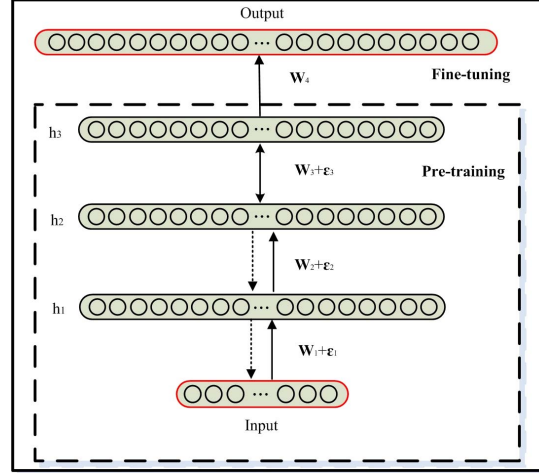 Output
...
W₄
Fine-tuning
h₃
...
W₃+ε₃
Pre-training
h₂
...
W₂+ε₂
h₁
...
W₁+ε₁
...
Input